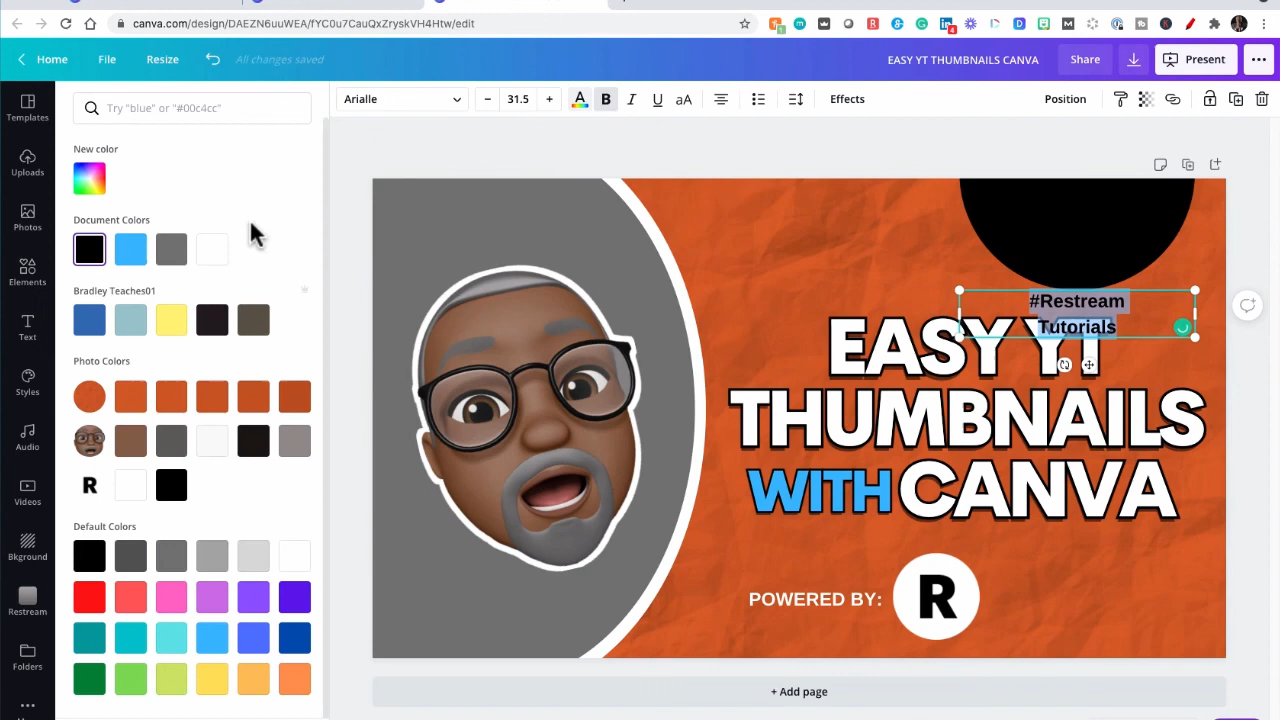 canva.com/design/DAEZN6uuWEA/fYC0u7CauQxZryskVH4Htw/edit
Home
File
Resize
All changes saved
EASY YT THUMBNAILS CANVA
Share
Present
Templates
Uploads
Photos
Elements
Text
Styles
Audio
Videos
Bkground
Restream
Folders
Try "blue" or "#00c4cc"
New color
Document Colors
Bradley Teaches01
Photo Colors
R
Default Colors
Arialle
31.5
A
B
I
U
aA
Effects
Position
#Restream
Tutorials
EASY YT
THUMBNAILS
WITH CANVA
POWERED BY: R
+ Add page